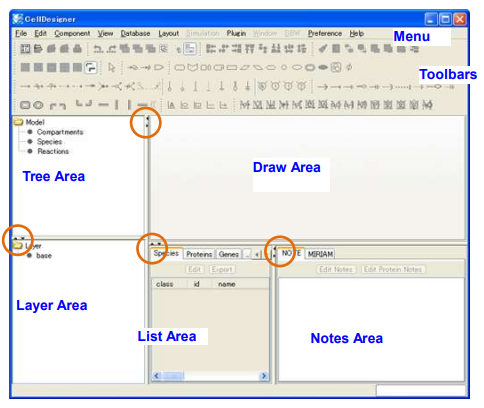 CellDesigner
File Edit Component View Database Layout Simulation Plugin Window SBW Preference Help
Menu
Toolbars
Model
Compartments
Species
Reactions
Tree Area
Draw Area
Layer
base
Layer Area
Species Proteins Genes ..
Edit Export
class id name
List Area
NOTE MIRIAM
Edit Notes Edit Protein Notes
Notes Area